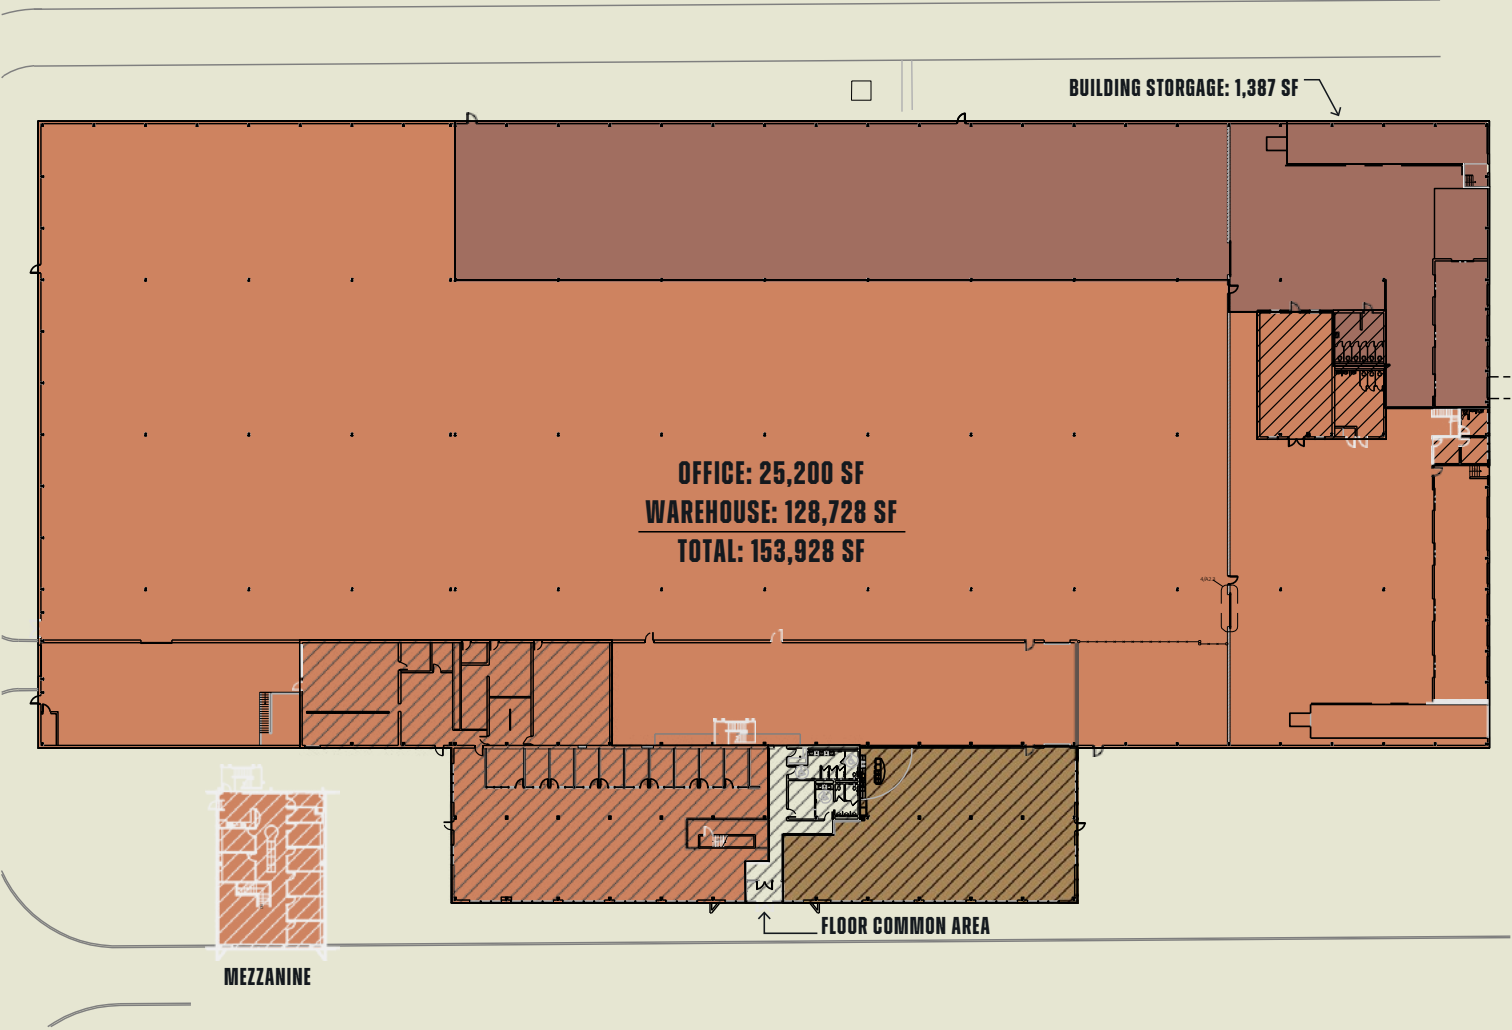 BUILDING STORGAGE: 1,387 SF
OFFICE: 25,200 SF
WAREHOUSE: 128,728 SF
TOTAL: 153,928 SF
FLOOR COMMON AREA
MEZZANINE